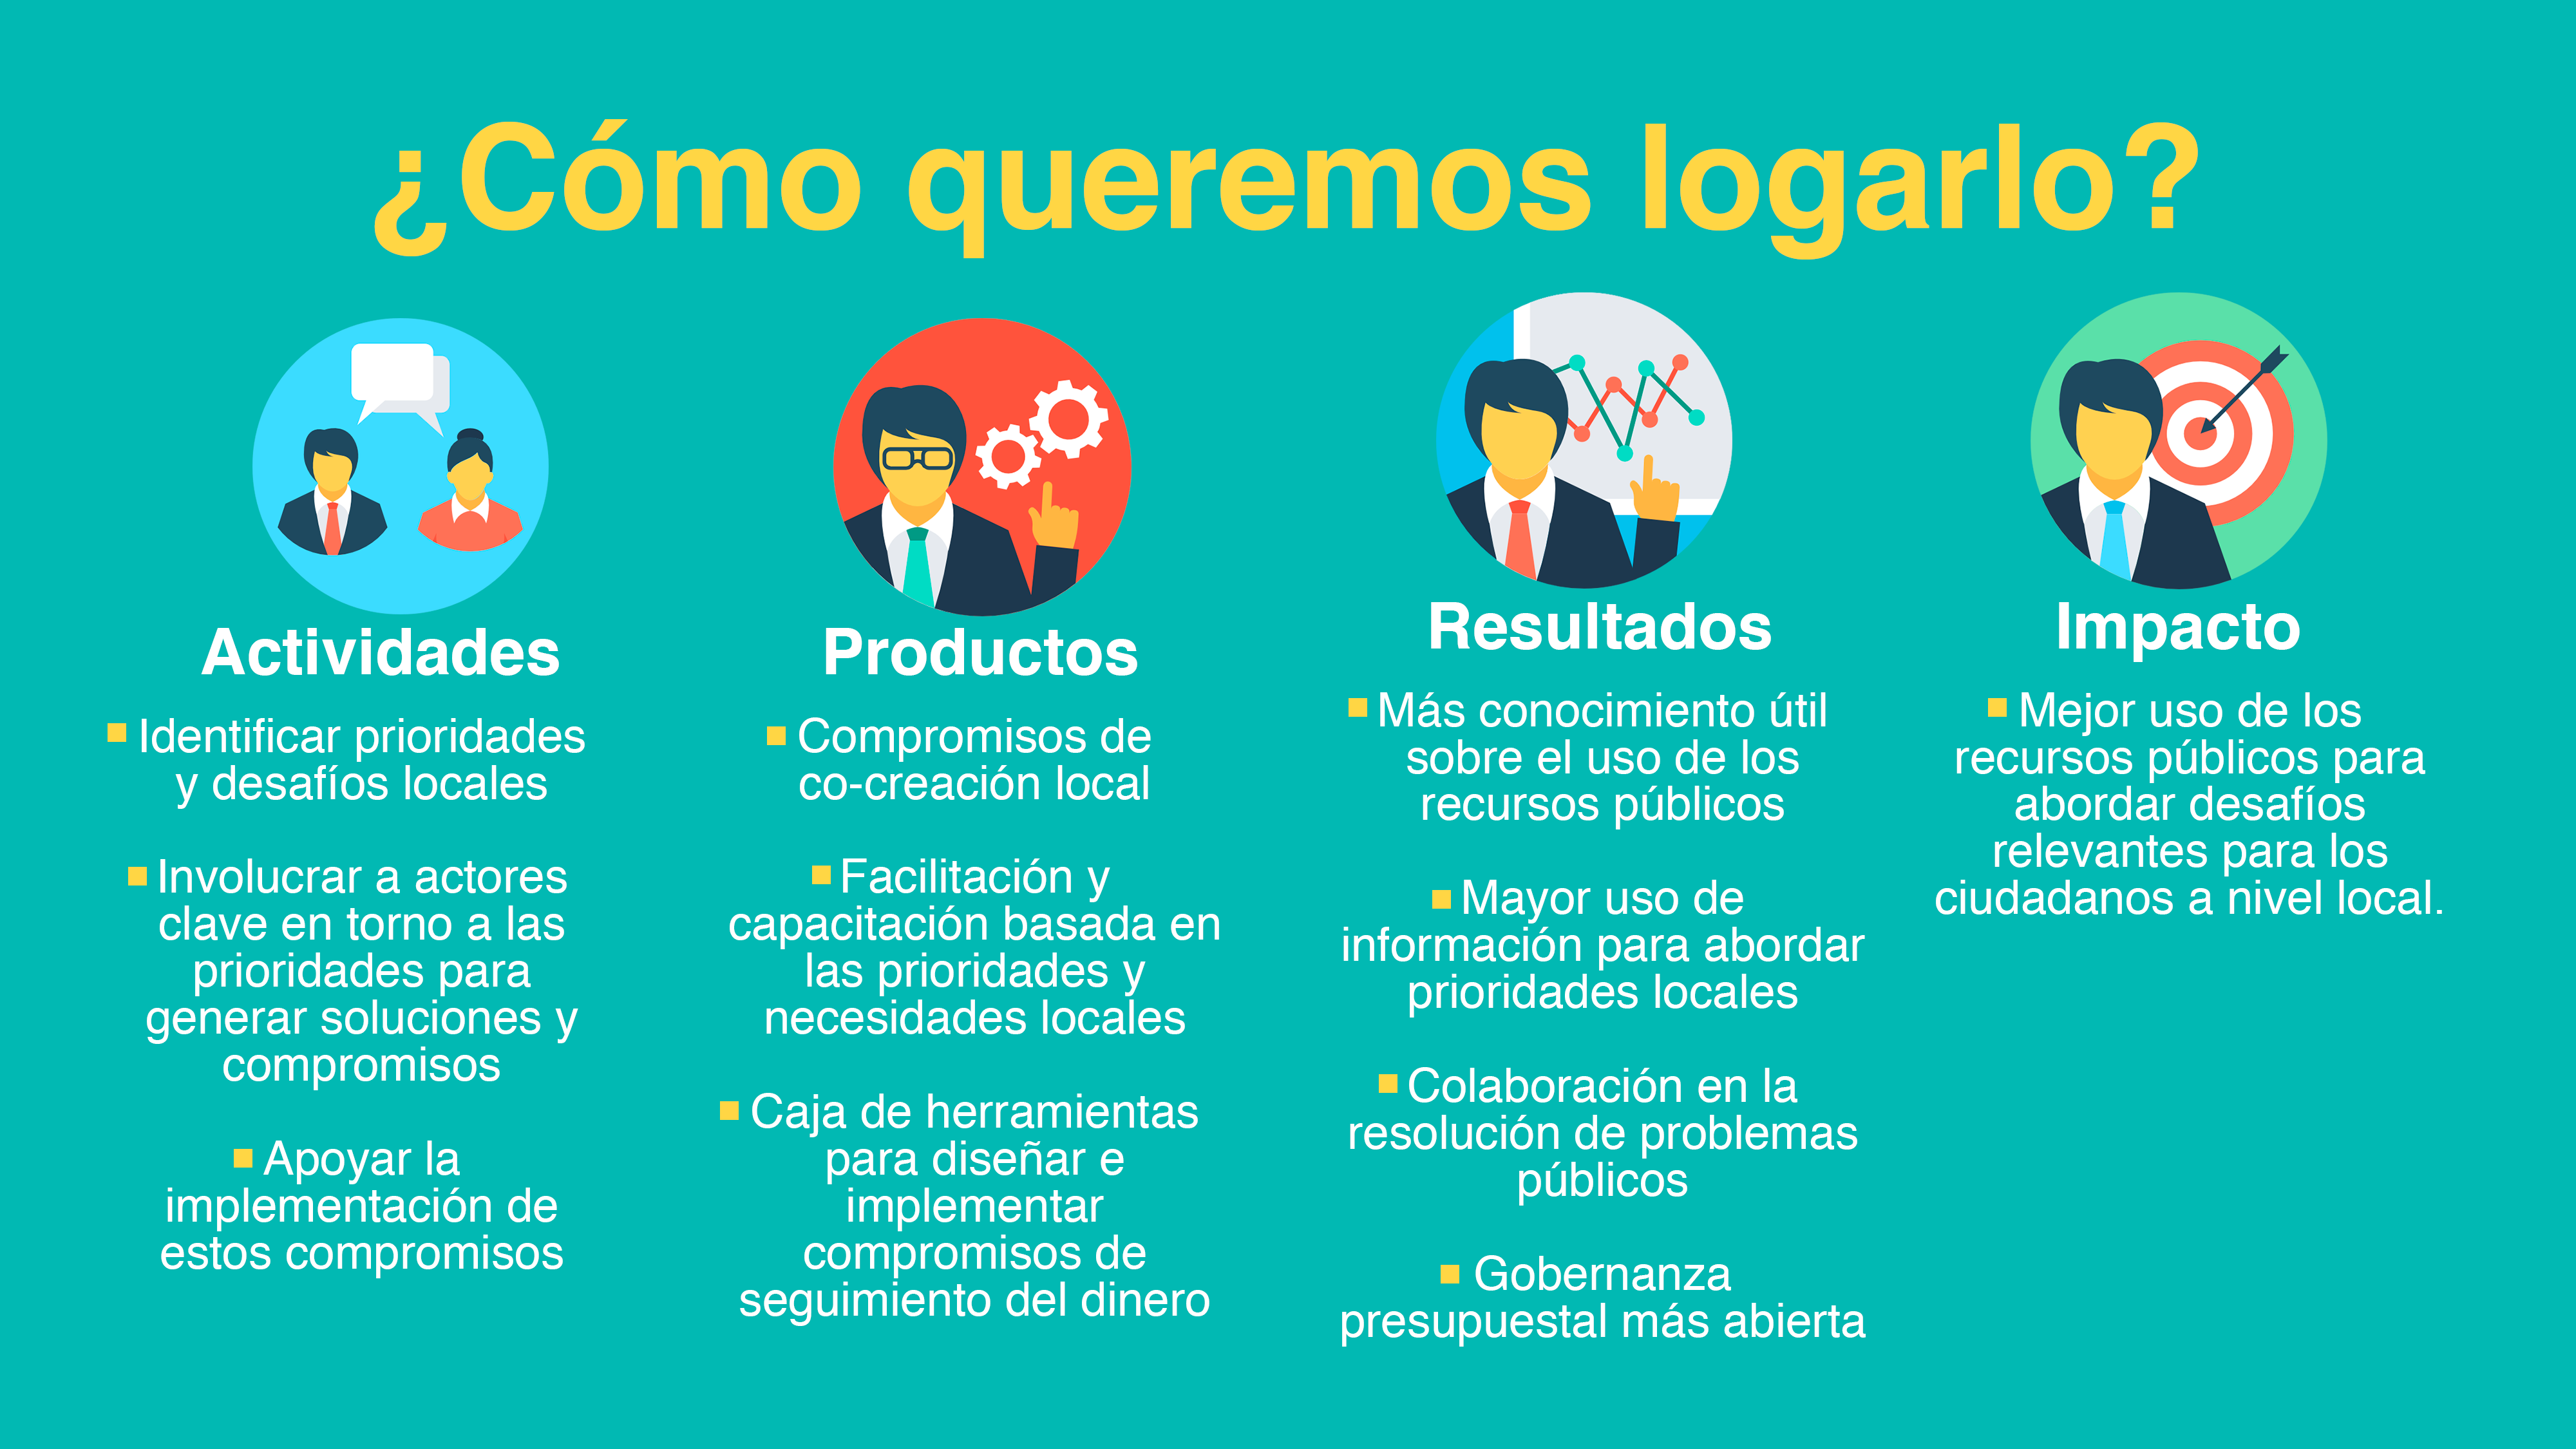 ¿Cómo queremos logarlo?
Actividades
Identificar prioridades
y desafíos locales
Involucrar a actores
clave en torno a las
prioridades para
generar soluciones y
compromisos
Apoyar la
implementación de
estos compromisos
Productos
Compromisos de
co-creación local
Facilitación y
capacitación basada en
las prioridades y
necesidades locales
Caja de herramientas
para diseñar e
implementar
compromisos de
seguimiento del dinero
Resultados
Más conocimiento útil
sobre el uso de los
recursos públicos
Mayor uso de
información para abordar
prioridades locales
Colaboración en la
resolución de problemas
públicos
Gobernanza
presupuestal más abierta
Impacto
Mejor uso de los
recursos públicos para
abordar desafíos
relevantes para los
ciudadanos a nivel local.